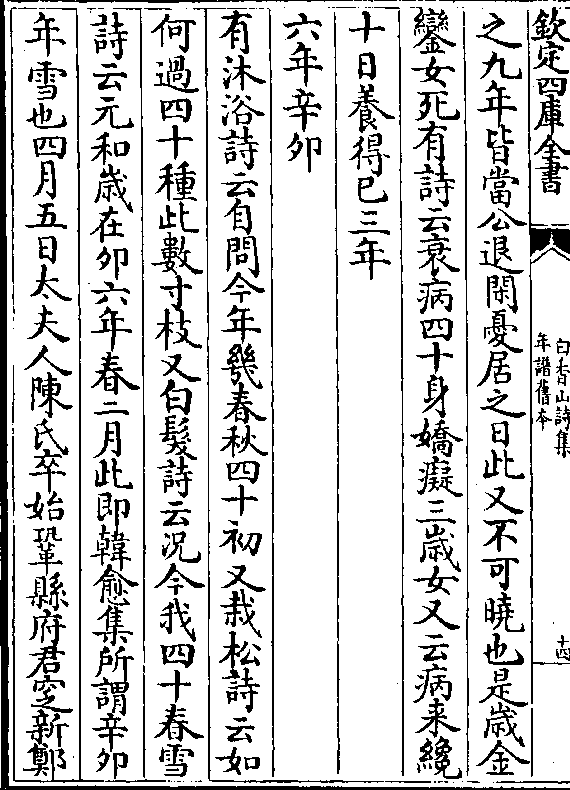 欽定四庫全書
白香山詩集
年譜舊本
十四
之九年皆當公退閑憂居之日此又不可曉也是歳金
鑾女死有詩云衰病四十身嬌癡三歳女又云病来纔
十日養得已三年
六年辛卯
有沐浴詩云自問今年幾春秋四十初又栽松詩云如
何過四十種此數寸枝又白髮詩云况今我四十春雪
詩云元和歳在卯六年春二月此即韓愈集所謂辛卯
年雪也四月五日太夫人陳氏卒始鞏縣府君窆新鄭